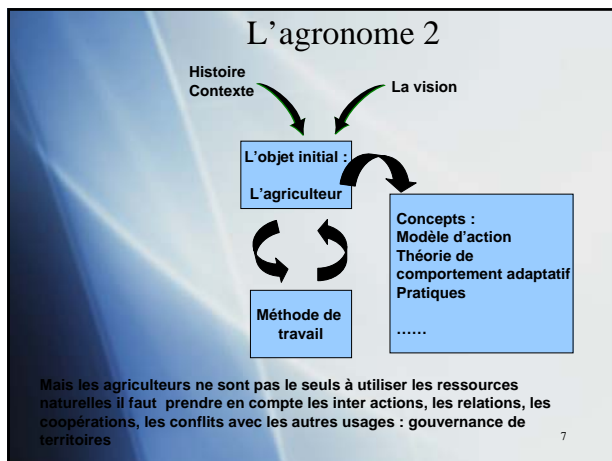 L’agronome 2
Histoire
Contexte
La vision
L’objet initial :
L’agriculteur
Concepts :
Modèle d’action
Théorie de
comportement adaptatif
Pratiques
……
Méthode de
travail
Mais les agriculteurs ne sont pas le seuls à utiliser les ressources
naturelles il faut prendre en compte les inter actions, les relations, les
coopérations, les conflits avec les autres usages : gouvernance de
territoires
7